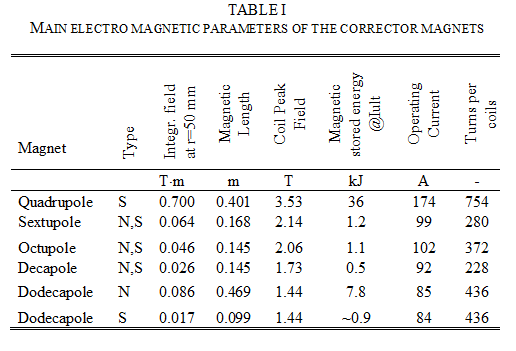 TABLE I
MAIN ELECTRO MAGNETIC PARAMETERS OF THE CORRECTOR MAGNETS
Magnet Type Integr. field at r=50 mm Magnetic Length Coil Peak Field Magnetic stored energy @Iult Operating Current Turns per coils
T·m m T kJ A -
Quadrupole S 0.700 0.401 3.53 36 174 754
Sextupole N,S 0.064 0.168 2.14 1.2 99 280
Octupole N,S 0.046 0.145 2.06 1.1 102 372
Decapole N,S 0.026 0.145 1.73 0.5 92 228
Dodecapole N 0.086 0.469 1.44 7.8 85 436
Dodecapole S 0.017 0.099 1.44 ~0.9 84 436